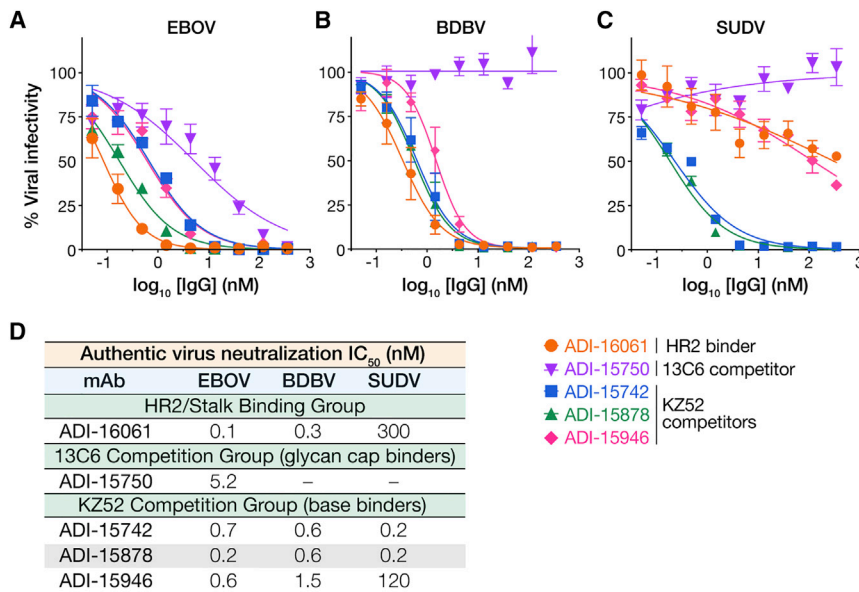 A
EBOV
B
BDBV
C
SUDV
% Viral infectivity
100
75
50
25
0
-1 0 1 2 3
log10 [IgG] (nM)
100
75
50
25
0
-1 0 1 2 3
log10 [IgG] (nM)
100
75
50
25
0
-1 0 1 2 3
log10 [IgG] (nM)
D
Authentic virus neutralization IC50 (nM)
mAb EBOV BDBV SUDV
HR2/Stalk Binding Group
ADI-16061 0.1 0.3 300
13C6 Competition Group (glycan cap binders)
ADI-15750 5.2 – –
KZ52 Competition Group (base binders)
ADI-15742 0.7 0.6 0.2
ADI-15878 0.2 0.6 0.2
ADI-15946 0.6 1.5 120
ADI-16061 HR2 binder
ADI-15750 13C6 competitor
ADI-15742
ADI-15878
ADI-15946
KZ52
competitors